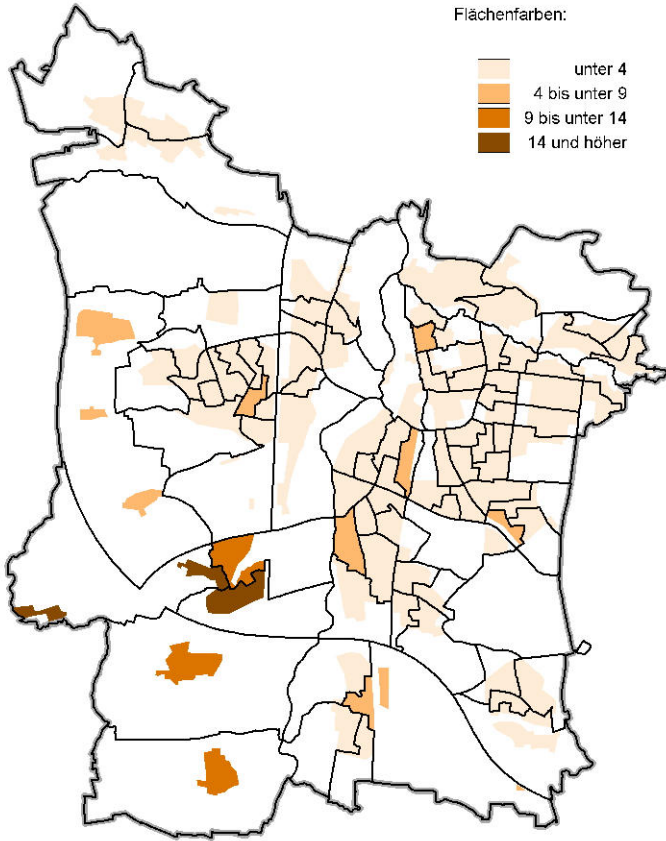 Flächenfarben:
unter 4
4 bis unter 9
9 bis unter 14
14 und höher